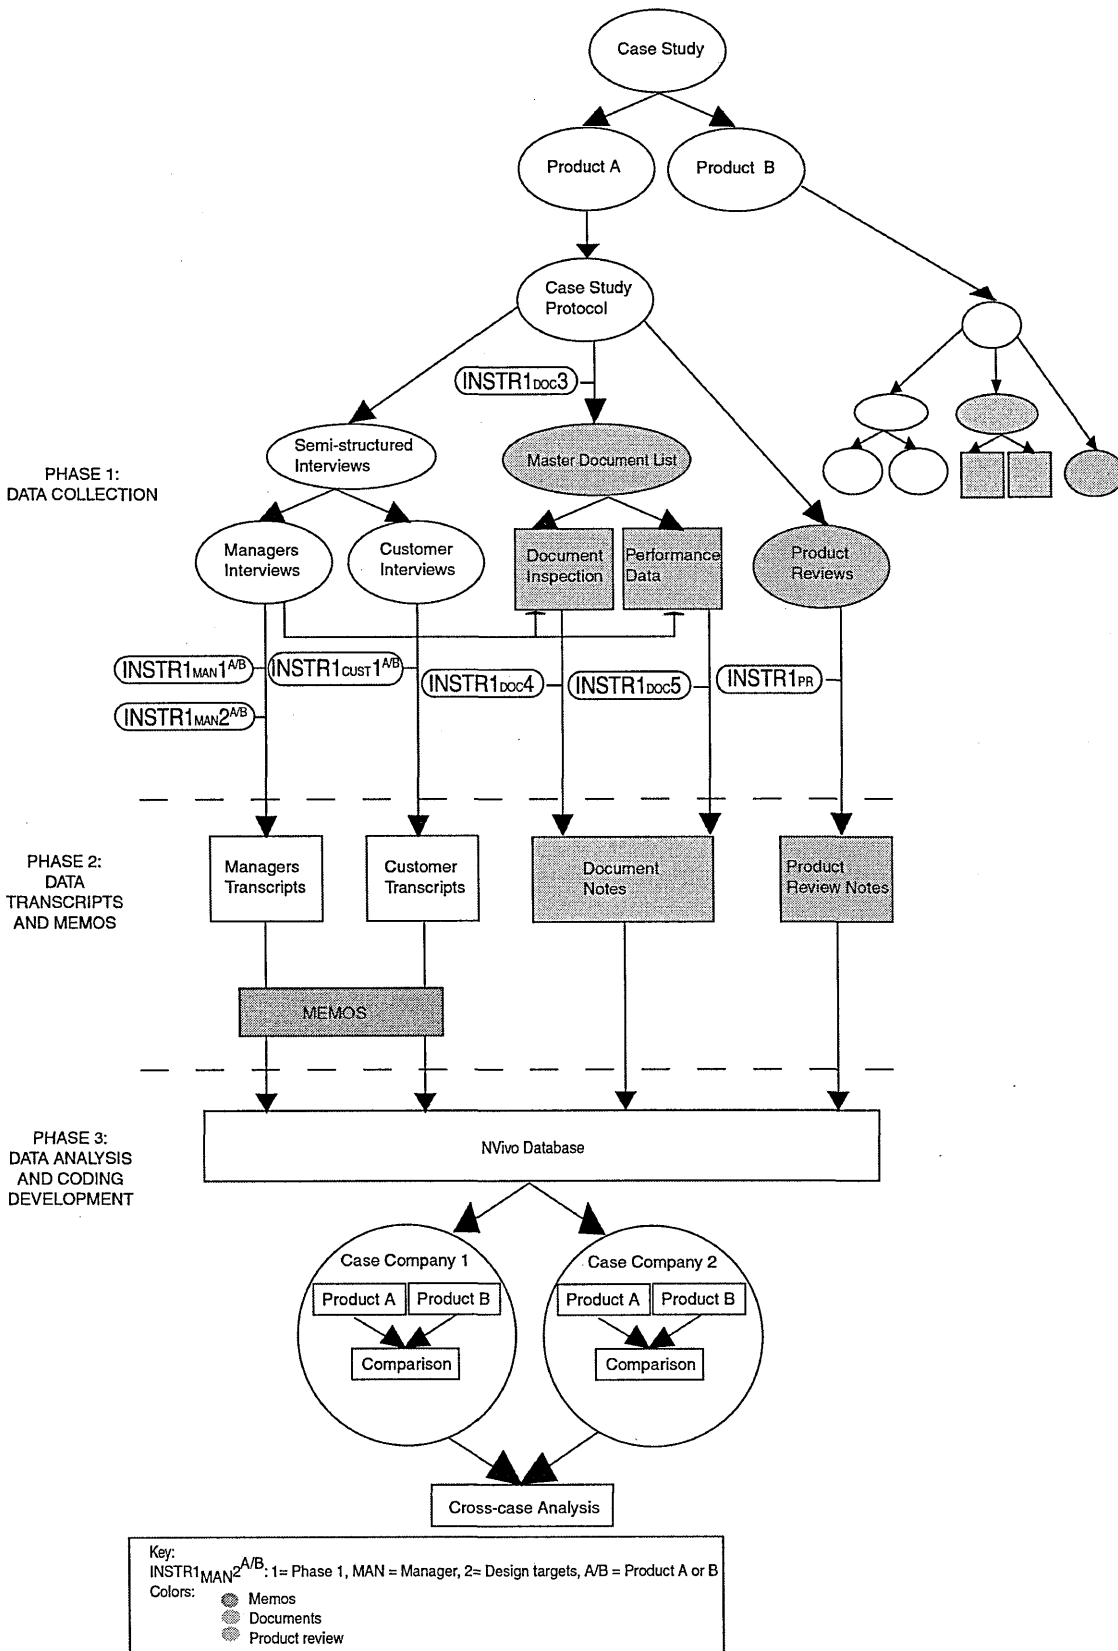 Case Study
Product A
Product B
Case Study
Protocol
INSTR1DOC3
Semi-structured
Interviews
Master Document List
PHASE 1:
DATA COLLECTION
Managers
Interviews
Customer
Interviews
Document
Inspection
Performance
Data
Product
Reviews
INSTR1MAN1A/B
INSTR1CUST1A/B
INSTR1DOC4
INSTR1DOC5
INSTR1PR
INSTR1MAN2A/B
PHASE 2:
DATA
TRANSCRIPTS
AND MEMOS
Managers
Transcripts
Customer
Transcripts
Document
Notes
Product
Review Notes
MEMOS
PHASE 3:
DATA ANALYSIS
AND CODING
DEVELOPMENT
NVivo Database
Case Company 1
Product A
Product B
Comparison
Case Company 2
Product A
Product B
Comparison
Cross-case Analysis
Key:
INSTR1MAN2A/B: 1= Phase 1, MAN = Manager, 2= Design targets, A/B = Product A or B
Colors:
Memos
Documents
Product review